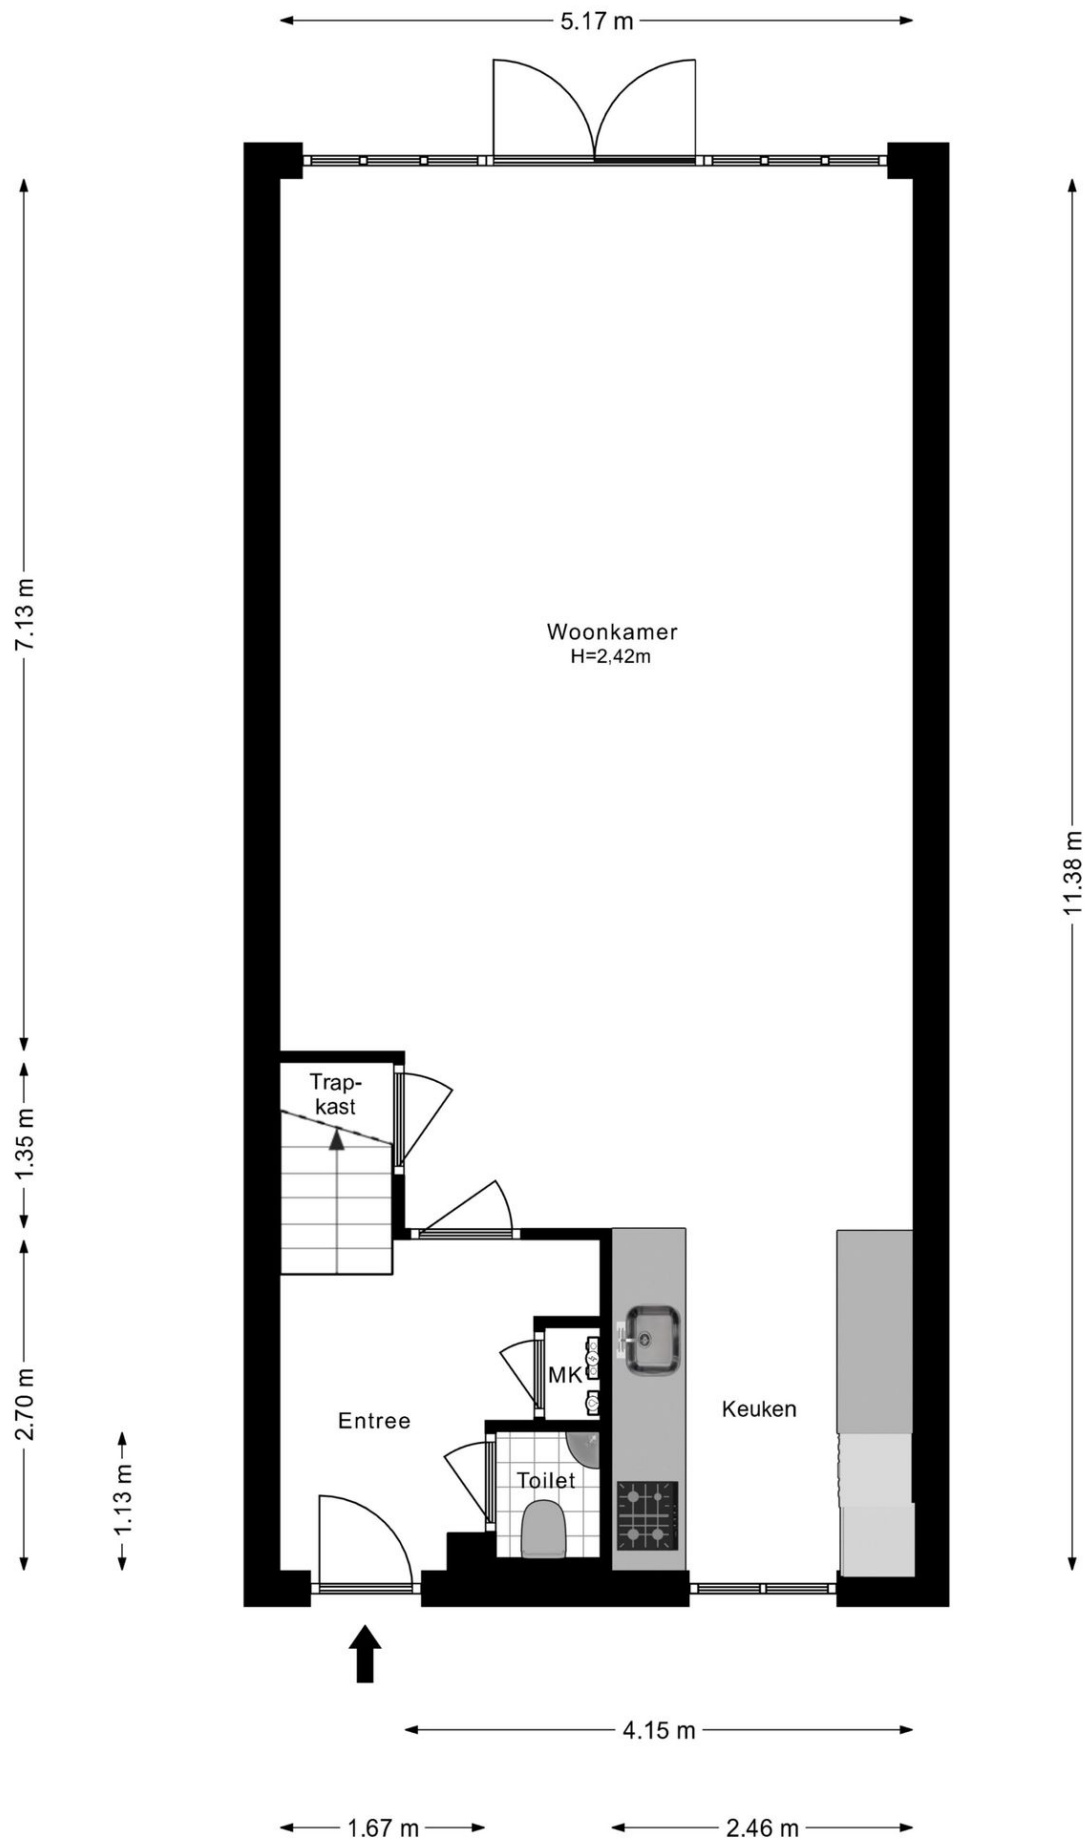 5.17 m
7.13 m
Woonkamer
H=2,42m
11.38 m
Trap-
kast
1.35 m
2.70 m
MK
Entree
Keuken
Toilet
1.13 m
4.15 m
1.67 m
2.46 m